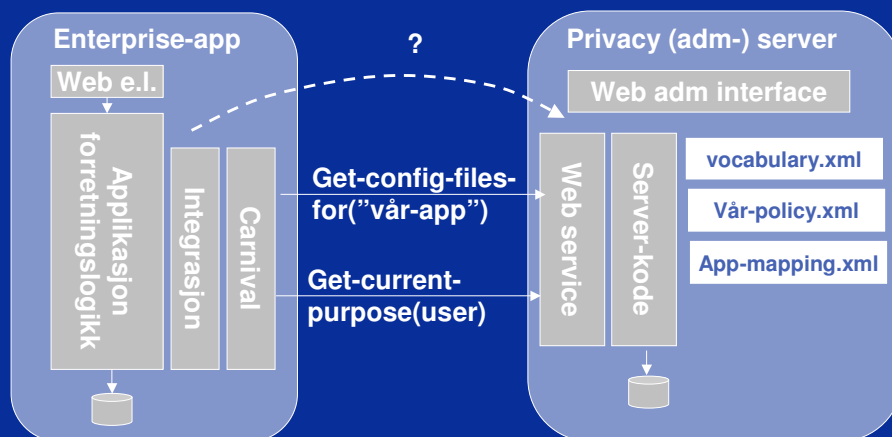 Enterprise-app
Web e.l.
Applikasjon
forretningslogikk
Integrasjon
Carnival
?
Get-config-files-
for(”vår-app”)
Get-current-
purpose(user)
Privacy (adm-) server
Web adm interface
Web service
Server-kode
vocabulary.xml
Vår-policy.xml
App-mapping.xml